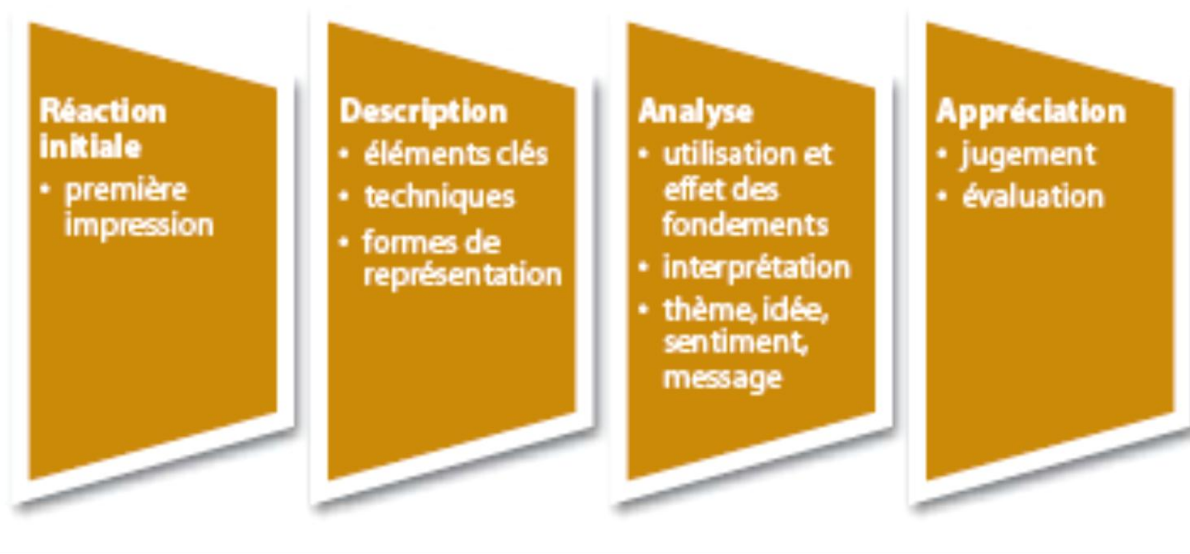 Réaction
initiale
• première
impression
Description
• éléments clés
• techniques
• formes de
représentation
Analyse
• utilisation et
effet des
fondements
• interprétation
• thème, idée,
sentiment,
message
Appréciation
• jugement
• évaluation